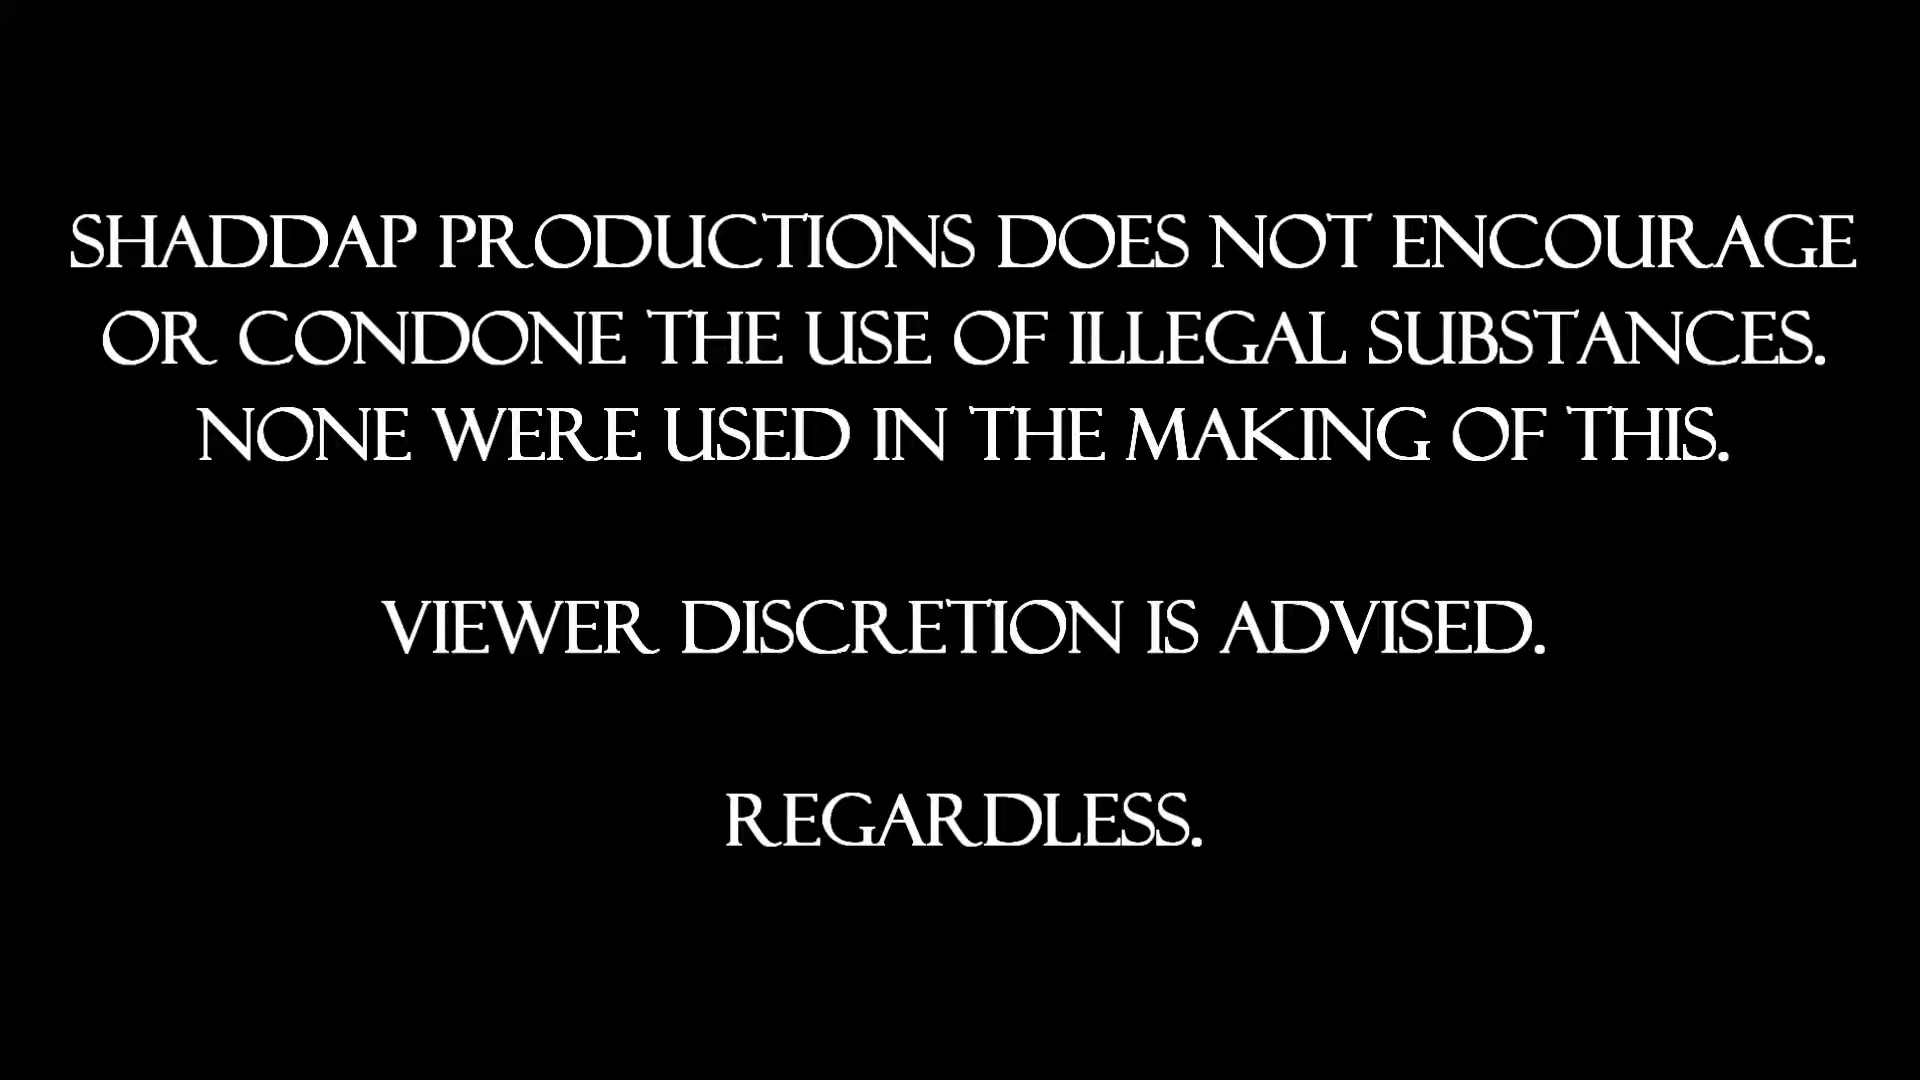 SHADDAP PRODUCTIONS DOES NOT ENCOURAGE
OR CONDONE THE USE OF ILLEGAL SUBSTANCES.
NONE WERE USED IN THE MAKING OF THIS.
VIEWER DISCRETION IS ADVISED.
REGARDLESS.